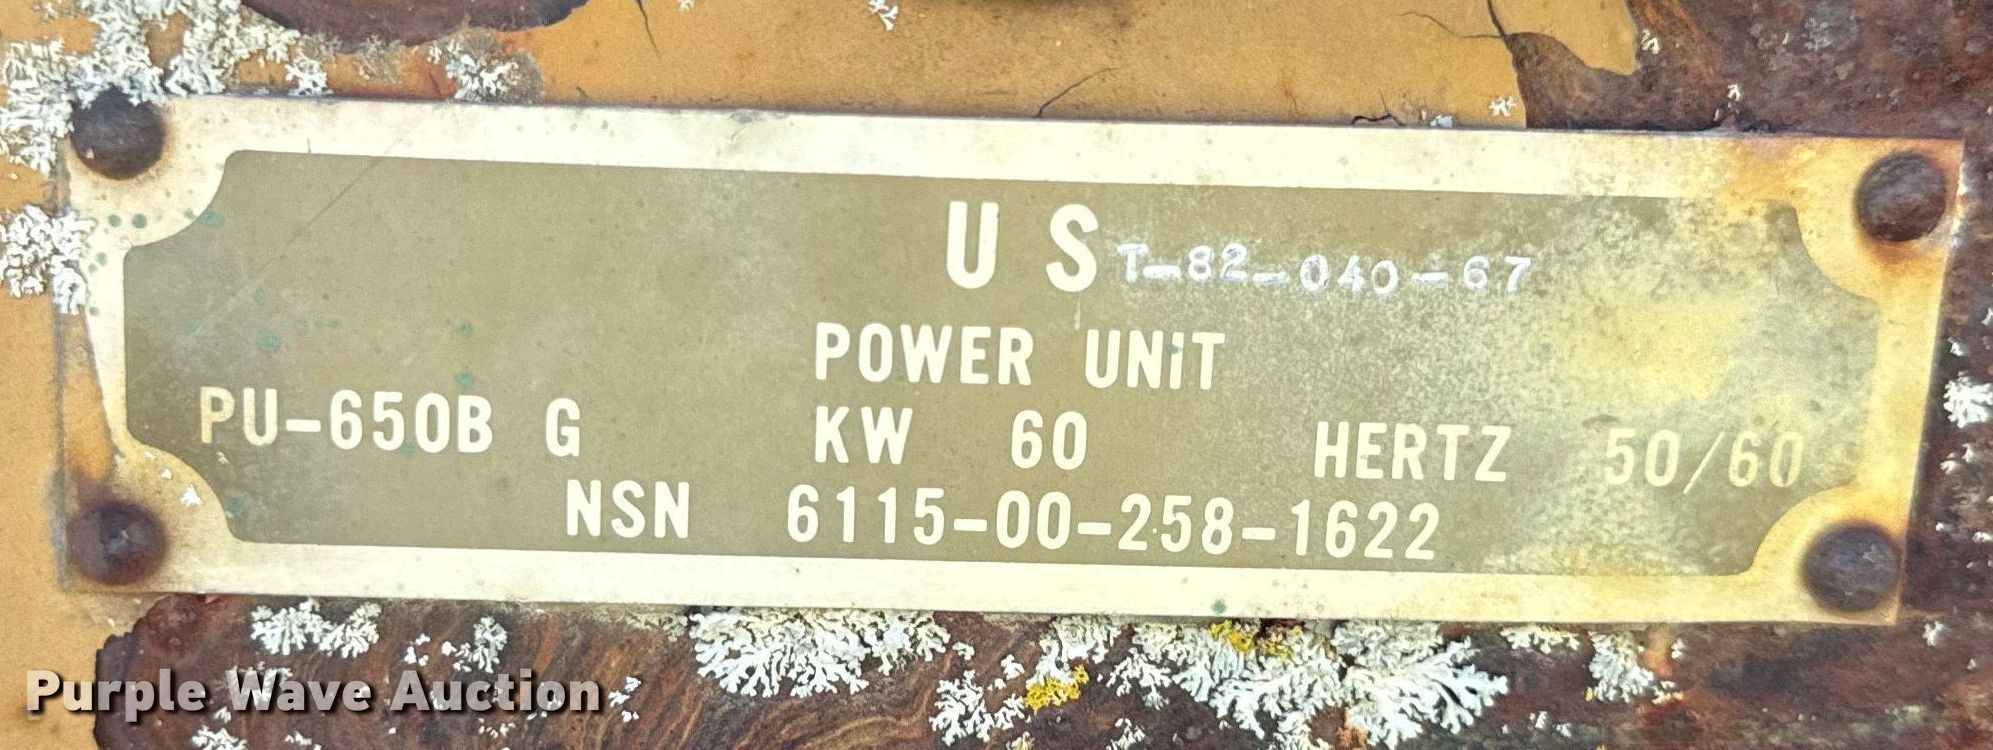 U S T-82-040-67
POWER UNIT
PU-650B G KW 60 HERTZ 50/60
NSN 6115-00-258-1622
Purple Wave Auction